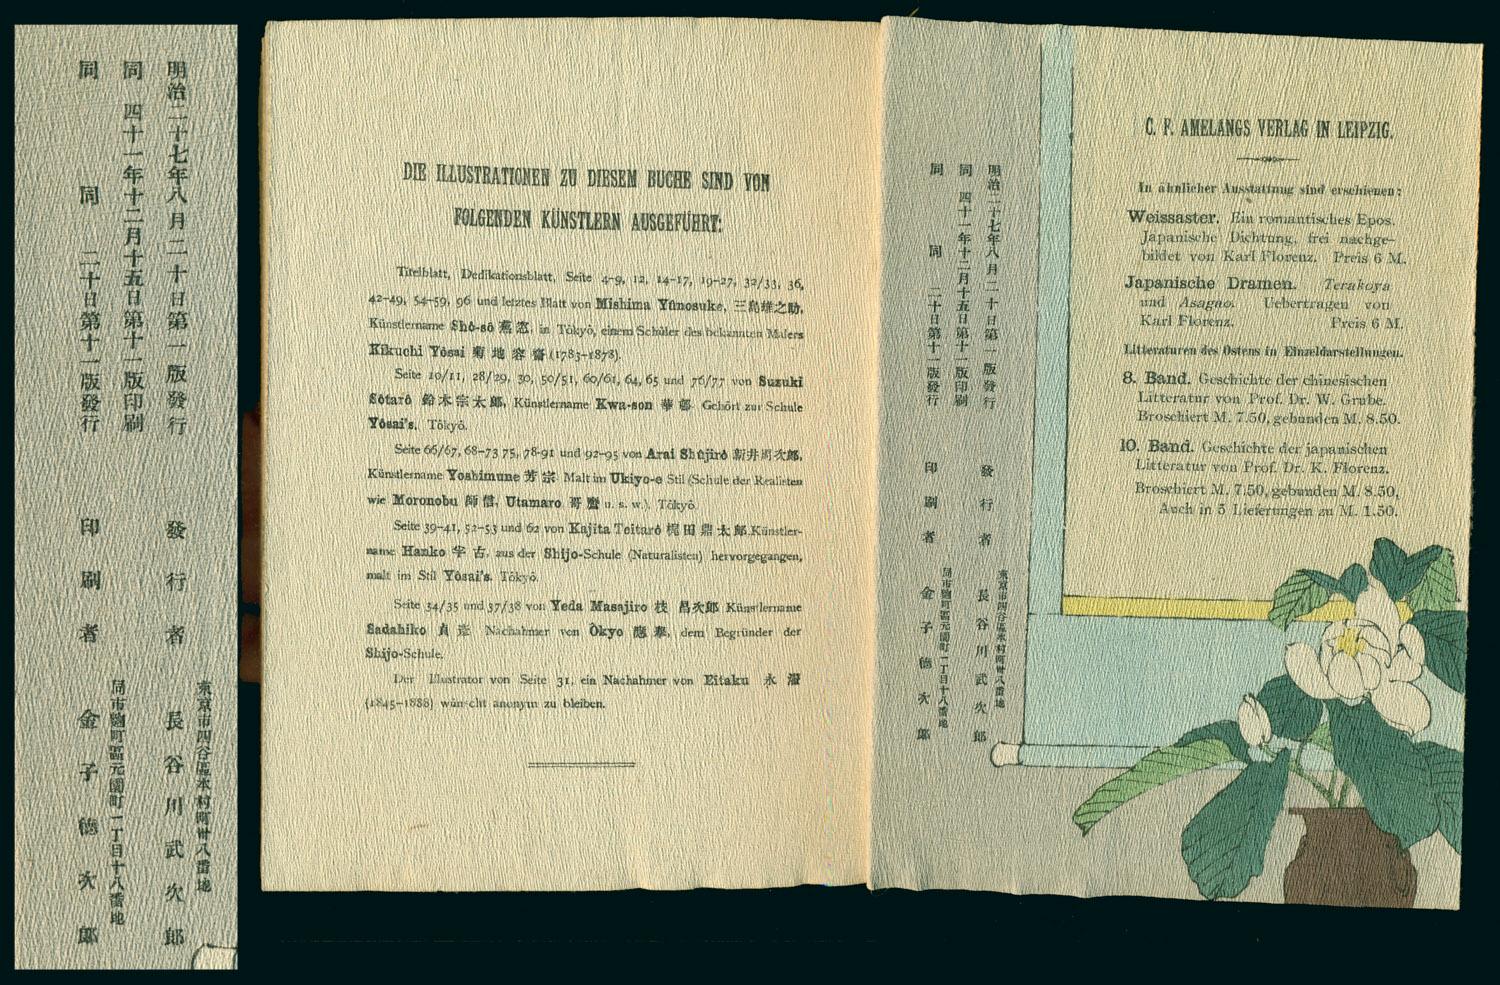 明治二十七年八月二十日第一版發行
同 四十一年十二月十五日第十一版印刷
同 同 二十日第十一版發行
發行者
東京市四谷區本村町卅八番地
長谷川武次郎
印刷者
同市麹町區元園町一丁目十八番地
金子德次郎
DIE ILLUSTRATIONEN ZU DIESEM BUCHE SIND VON
FOLGENDEN KÜNSTLERN AUSGEFÜHRT:
Titelblatt, Dedikationsblatt, Seite 4-9, 12, 14-17, 19-27, 32/33, 36,
42-49, 54-59, 96 und letztes Blatt von Mishima Yûnosuke, 三島雄之助,
Künstlername Shô-sô 蕉窓, in Tôkyô, einem Schüler des bekannten Malers
Kikuchi Yôsai 菊地容齋 (1783-1878).
Seite 10/11, 28/29, 30, 50/51, 60/61, 64, 65 und 76/77 von Suzuki
Sôtarô 鈴木宗太郎, Künstlername Kwa-son 華邨. Gehört zur Schule
Yôsai's. Tôkyô.
Seite 66/67, 68-73 75, 78-91 und 92-95 von Arai Shûjirô 新井周次郎,
Künstlername Yoshimune 芳宗. Malt im Ukiyo-e Stil (Schule der Realisten
wie Moronobu 師信, Utamaro 哥麿 u. s. w.). Tôkyô.
Seite 39-41, 52-53 und 62 von Kajita Teitarô 梶田鼎太郎. Künstler-
name Hanko 半古, aus der Shijo-Schule (Naturalisten) hervorgegangen,
malt im Stil Yôsai's. Tôkyô.
Seite 34/35 und 37/38 von Yeda Masajiro 枝昌次郎 Künstlername
Sadahiko 貞彦 Nachahmer von Ôkyo 應擧, dem Begründer der
Shijo-Schule.
Der Illustrator von Seite 31, ein Nachahmer von Eitaku 永濯
(1845-1888) wünscht anonym zu bleiben.
明治二十七年八月二十日第一版發行
同 四十一年十二月十五日第十一版印刷
同 同 二十日第十一版發行
發行者
東京市四谷區本村町卅八番地
長谷川武次郎
印刷者
同市麹町區元園町一丁目十八番地
金子德次郎
C. F. AMELANGS VERLAG IN LEIPZIG.
In ähnlicher Ausstattnug sind erschienen:
Weissaster. Ein romantisches Epos.
Japanische Dichtung, frei nachge-
bildet von Karl Florenz. Preis 6 M.
Japanische Dramen. Terakoya
und Asagao. Uebertragen von
Karl Florenz. Preis 6 M.
Litteraturen des Ostens in Einzeldarstellungen.
8. Band. Geschichte der chinesischen
Litteratur von Prof. Dr. W. Grube.
Broschiert M. 7.50, gebunden M. 8.50.
10. Band. Geschichte der japanischen
Litteratur von Prof. Dr. K. Florenz.
Broschiert M. 7.50, gebunden M. 8.50,
Auch in 5 Lieferungen zu M. 1.50.